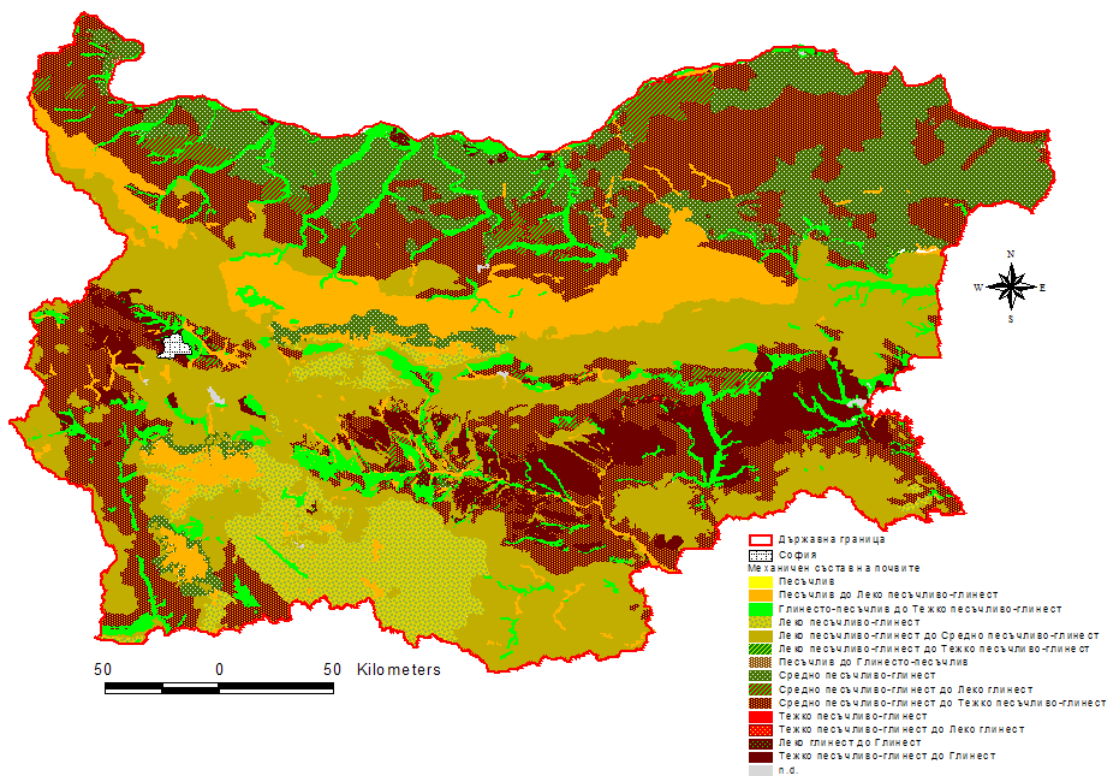 N
W E
S
Държавна граница
София
Механичен състав на почвите
Песъчлив
Песъчлив до Леко песъчливо-глинест
Глинесто-песъчлив до Тежко песъчливо-глинест
Леко песъчливо-глинест
Леко песъчливо-глинест до Средно песъчливо-глинест
Леко песъчливо-глинест до Тежко песъчливо-глинест
Песъчлив до Глинесто-песъчлив
Средно песъчливо-глинест
Средно песъчливо-глинест до Леко глинест
Средно песъчливо-глинест до Тежко песъчливо-глинест
Тежко песъчливо-глинест
Тежко песъчливо-глинест до Леко глинест
Леко глинест до Глинест
Тежко песъчливо-глинест до Глинест
n.d.
50 0 50 Kilometers